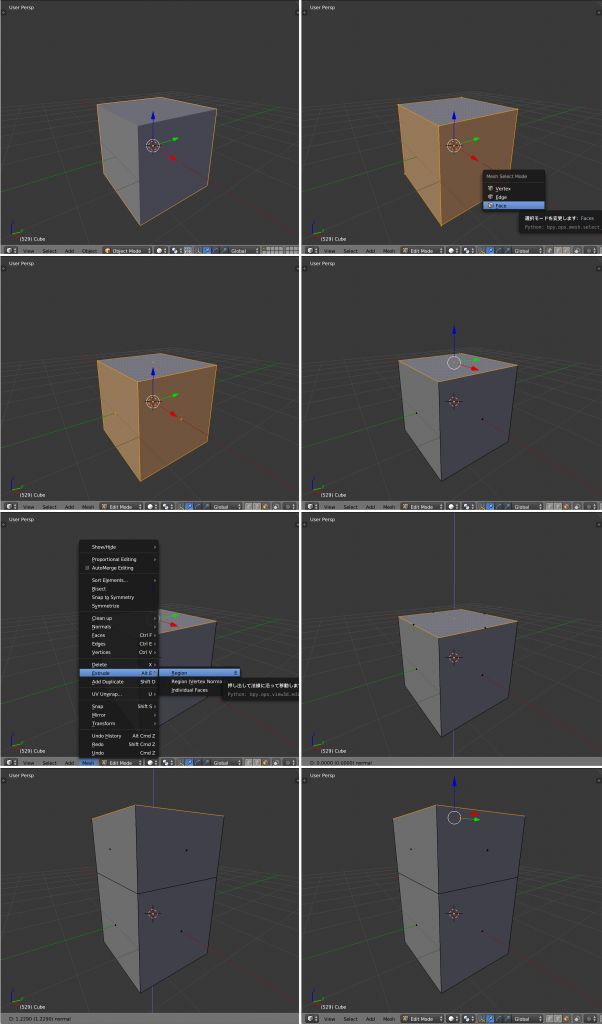 User Persp
(529) Cube
View Select Add Object Object Mode Global
User Persp
Mesh Select Mode
Vertex
Edge
Face
選択モードを変更します: Faces
Python: bpy.ops.mesh.select_
(529) Cube
View Select Add Mesh Edit Mode Global
User Persp
(529) Cube
View Select Add Mesh Edit Mode Global
User Persp
(529) Cube
View Select Add Mesh Edit Mode Global
User Persp
Show/Hide
Proportional Editing
AutoMerge Editing
Sort Elements...
Bisect
Snap to Symmetry
Symmetrize
Clean up
Normals
Faces Ctrl F
Edges Ctrl E
Vertices Ctrl V
Delete X
Extrude Alt E
Add Duplicate Shift D
UV Unwrap... U
Snap Shift S
Mirror
Transform
Undo History Alt Cmd Z
Redo Shift Cmd Z
Undo Cmd Z
Region E
Region (Vertex Norma
Individual Faces
押し出して法線に沿って移動しま
Python: bpy.ops.view3d.ed
View Select Add Mesh Edit Mode Global
User Persp
(529) Cube
D: 0.0000 (0.0000) normal
User Persp
(529) Cube
D: 1.2290 (1.2290) normal
User Persp
(529) Cube
View Select Add Mesh Edit Mode Global